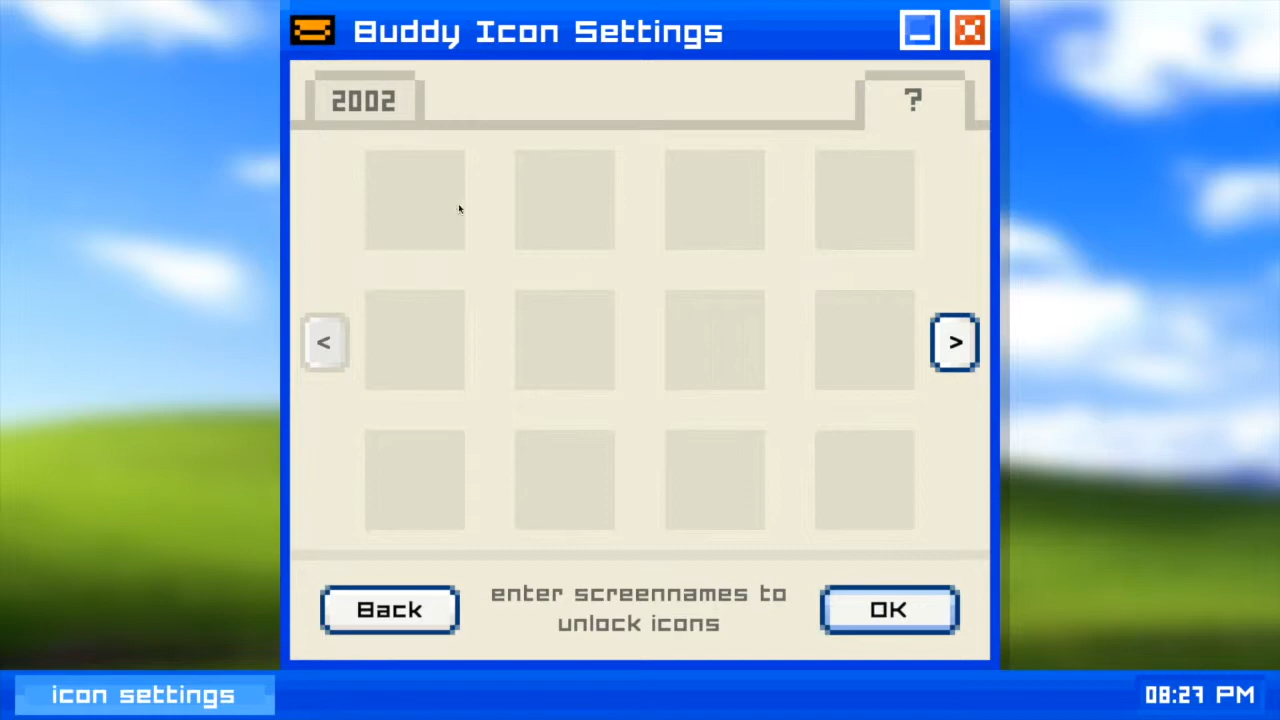 Buddy Icon Settings
2002
?
<
>
Back
enter screennames to
unlock icons
OK
icon settings
08:27 PM